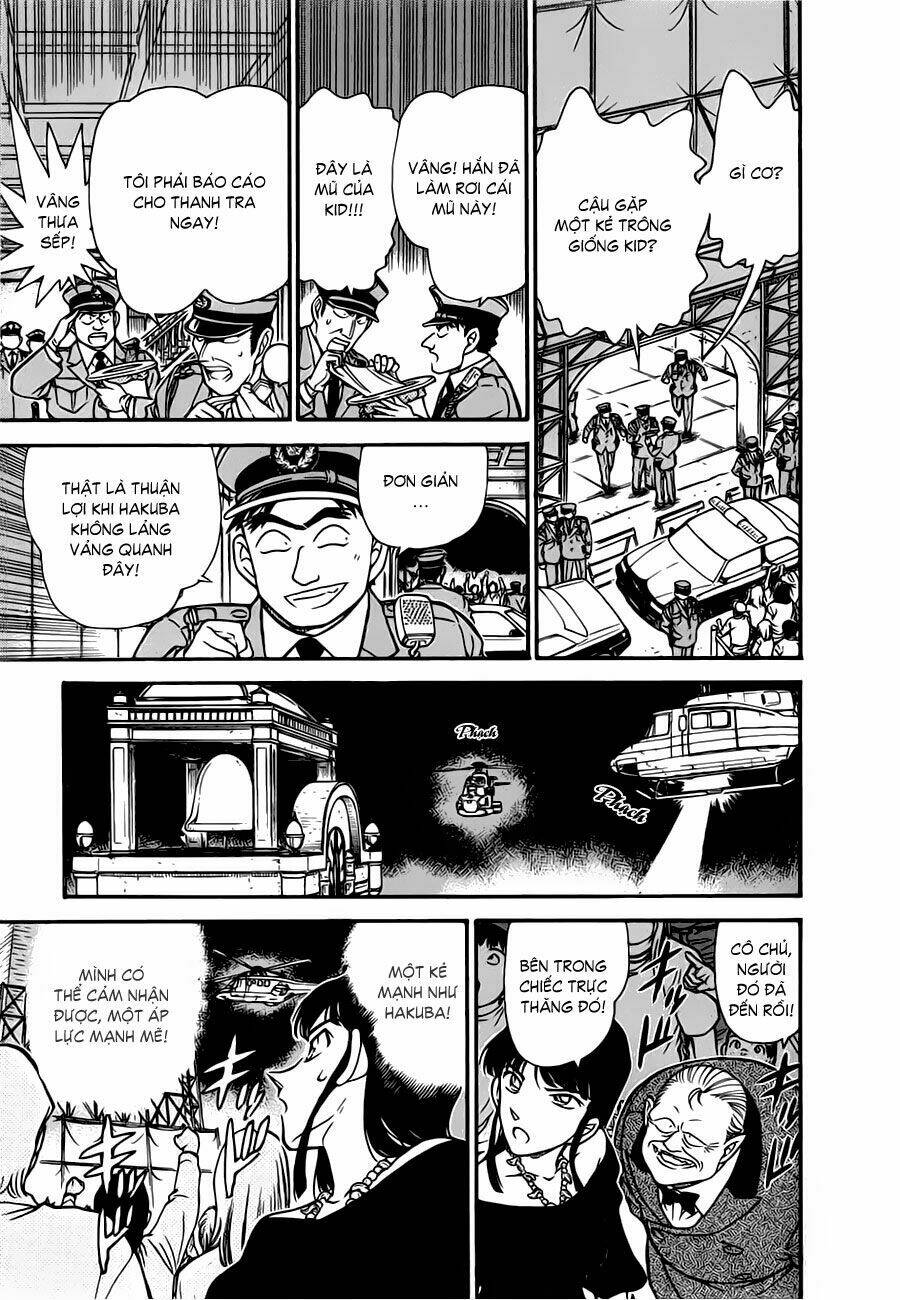 GÌ CƠ?
CẬU GẶP
MỘT KẺ TRÔNG
GIỐNG KID?
VÂNG! HẮN ĐÃ
LÀM RƠI CÁI
MŨ NÀY!
ĐÂY LÀ
MŨ CỦA
KID!!!
TÔI PHẢI BÁO CÁO
CHO THANH TRA
NGAY!
VÂNG
THƯA
SẾP!
ĐƠN GIẢN
...
THẬT LÀ THUẬN
LỢI KHI HAKUBA
KHÔNG LẢNG
VẢNG QUANH
ĐÂY!
Phạch
Phạch
CÔ CHỦ,
NGƯỜI
ĐÓ ĐÃ
ĐẾN RỒI!
BÊN TRONG
CHIẾC TRỰC
THĂNG ĐÓ!
MỘT KẺ
MẠNH NHƯ
HAKUBA!
MÌNH CÓ
THỂ CẢM NHẬN
ĐƯỢC, MỘT ÁP
LỰC MẠNH MẼ!